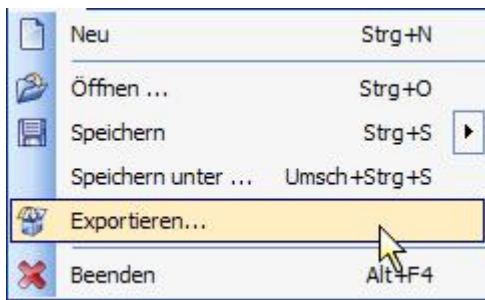 Neu Strg+N
Öffnen ... Strg+O
Speichern Strg+S
Speichern unter ... Umsch+Strg+S
Exportieren...
Beenden Alt+F4